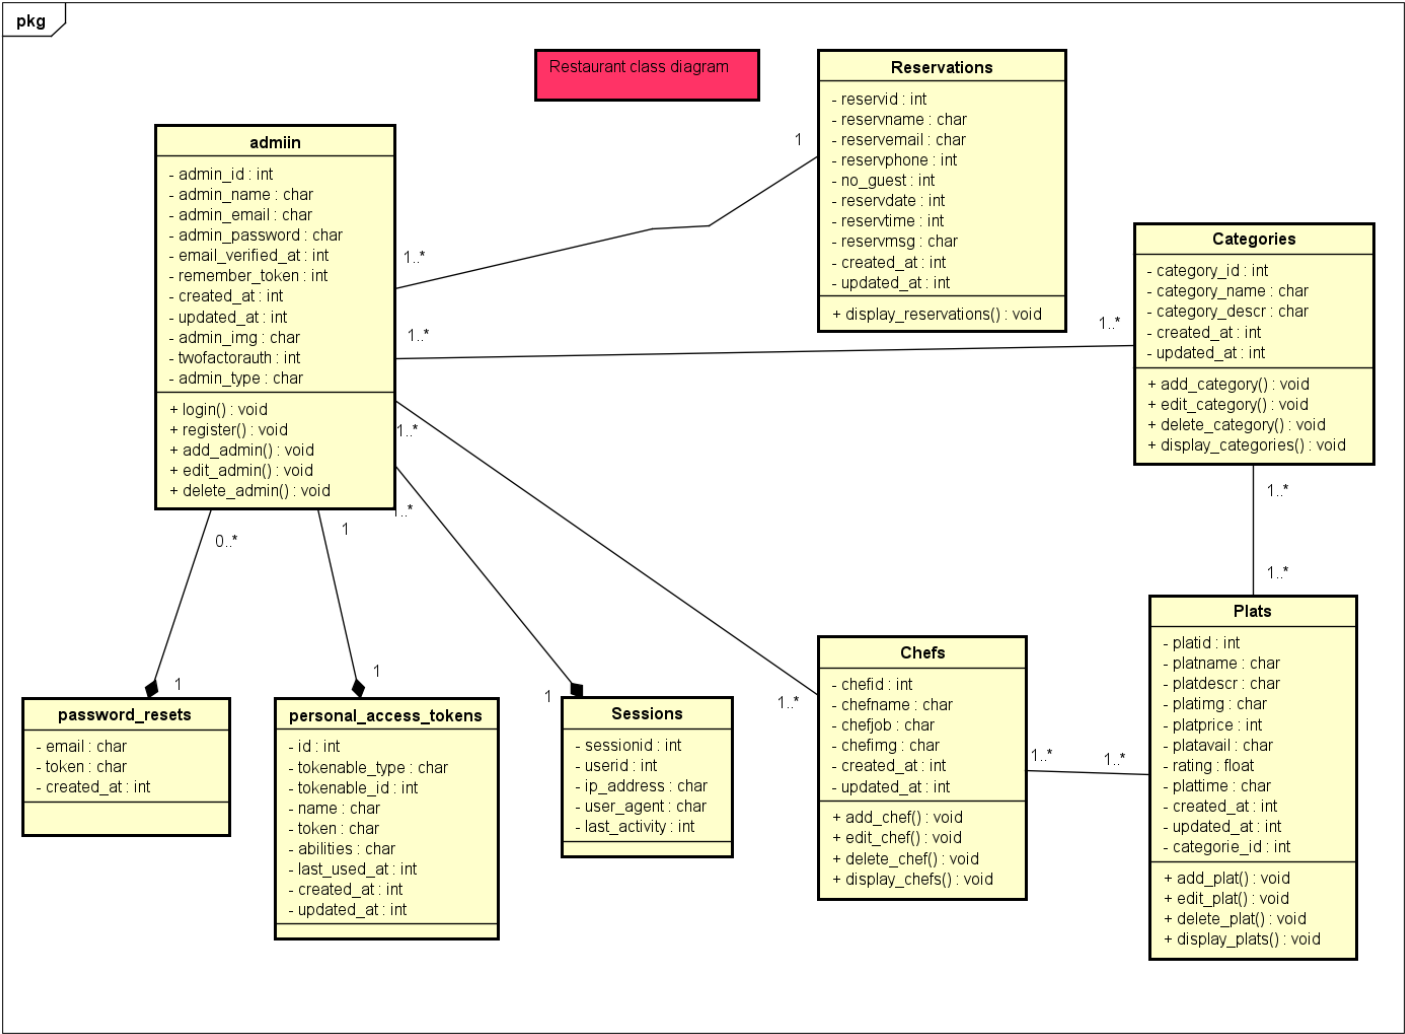 pkg
Restaurant class diagram
admiin
- admin_id : int
- admin_name : char
- admin_email : char
- admin_password : char
- email_verified_at : int
- remember_token : int
- created_at : int
- updated_at : int
- admin_img : char
- twofactorauth : int
- admin_type : char
+ login() : void
+ register() : void
+ add_admin() : void
+ edit_admin() : void
+ delete_admin() : void
Reservations
- reservid : int
- reservname : char
- reservemail : char
- reservphone : int
- no_guest : int
- reservdate : int
- reservtime : int
- reservmsg : char
- created_at : int
- updated_at : int
+ display_reservations() : void
1
1..*
1..*
1..*
Categories
- category_id : int
- category_name : char
- category_descr : char
- created_at : int
- updated_at : int
+ add_category() : void
+ edit_category() : void
+ delete_category() : void
+ display_categories() : void
1..*
1..*
1..*
1..*
0..*
1
1
1
1
1..*
1..*
1..*
password_resets
- email : char
- token : char
- created_at : int
personal_access_tokens
- id : int
- tokenable_type : char
- tokenable_id : int
- name : char
- token : char
- abilities : char
- last_used_at : int
- created_at : int
- updated_at : int
Sessions
- sessionid : int
- userid : int
- ip_address : char
- user_agent : char
- last_activity : int
Chefs
- chefid : int
- chefname : char
- chefjob : char
- chefimg : char
- created_at : int
- updated_at : int
+ add_chef() : void
+ edit_chef() : void
+ delete_chef() : void
+ display_chefs() : void
Plats
- platid : int
- platname : char
- platdescr : char
- platimg : char
- platprice : int
- platavail : char
- rating : float
- plattime : char
- created_at : int
- updated_at : int
- categorie_id : int
+ add_plat() : void
+ edit_plat() : void
+ delete_plat() : void
+ display_plats() : void